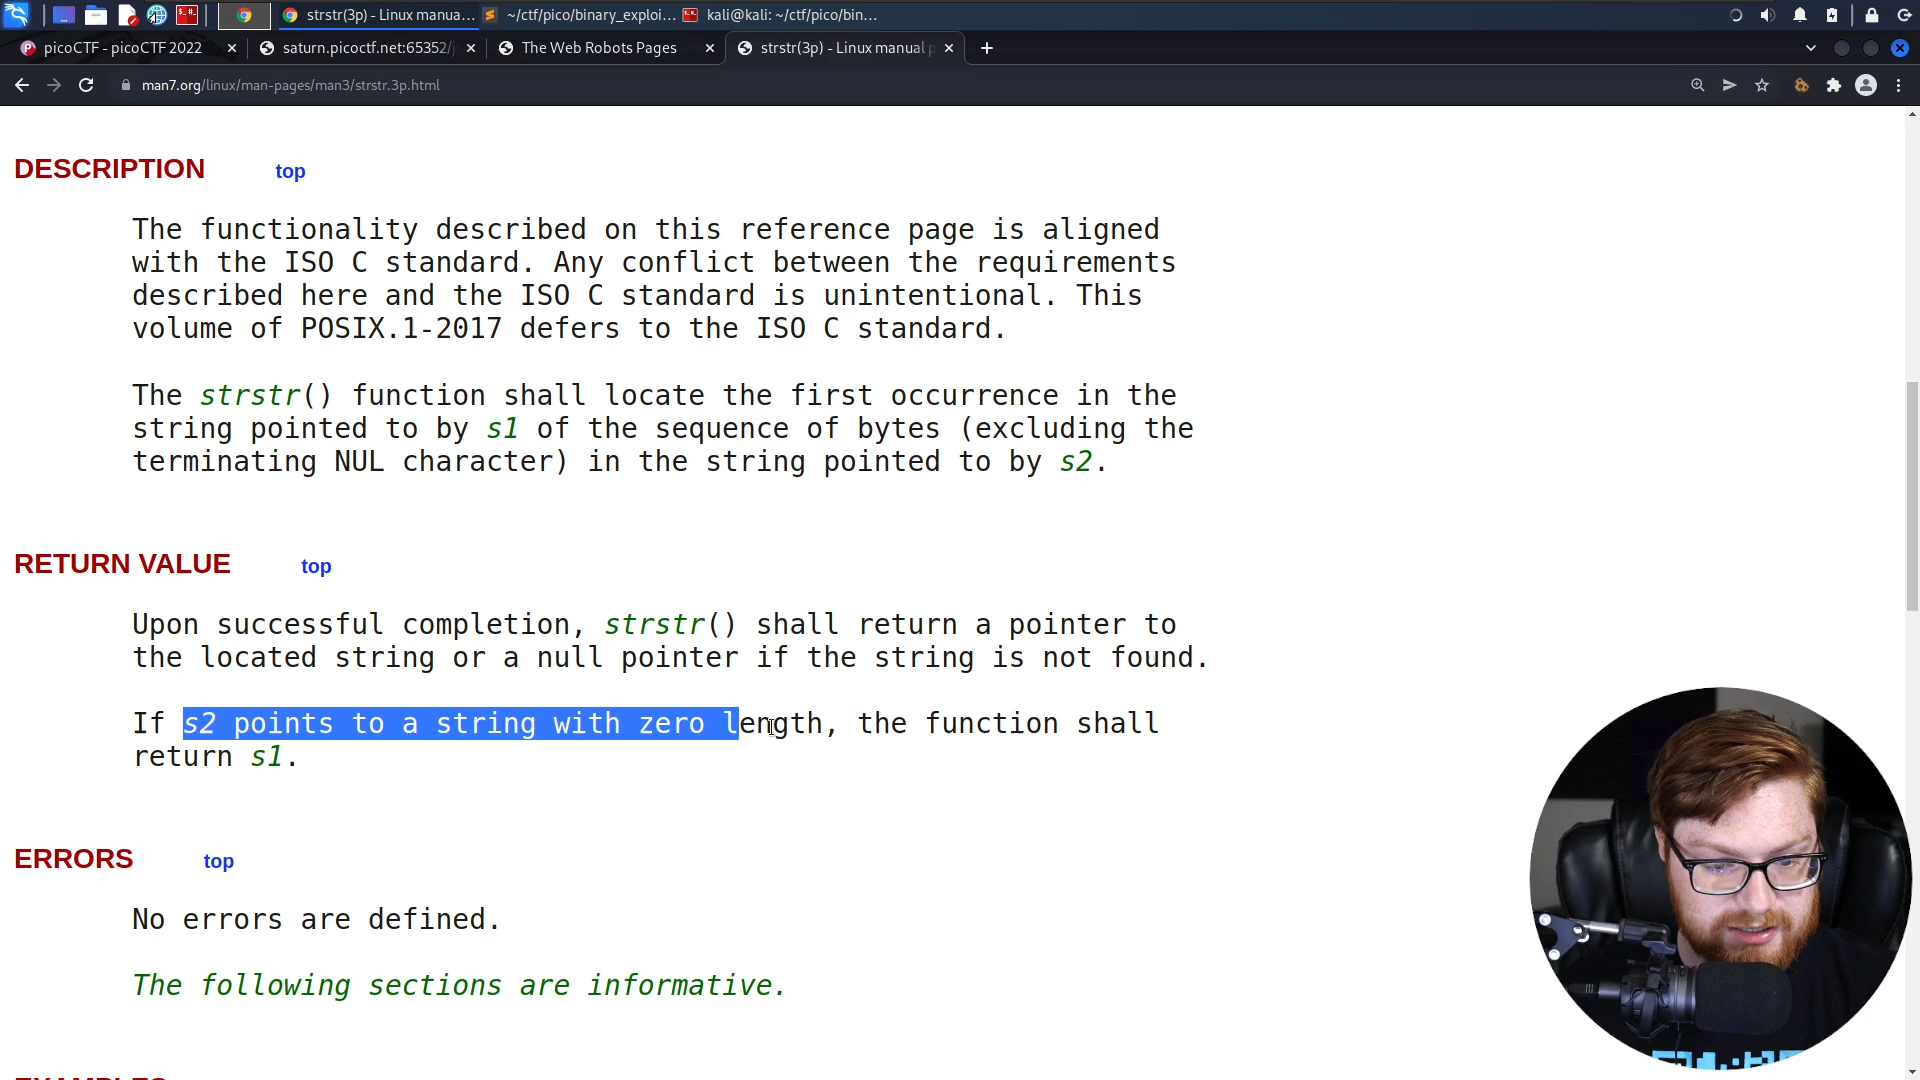 strstr(3p) - Linux manua...
~/ctf/pico/binary_exploi...
kali@kali: ~/ctf/pico/bin...
picoCTF - picoCTF 2022
saturn.picoctf.net:65352/
The Web Robots Pages
strstr(3p) - Linux manual p
man7.org/linux/man-pages/man3/strstr.3p.html
DESCRIPTION top
The functionality described on this reference page is aligned
with the ISO C standard. Any conflict between the requirements
described here and the ISO C standard is unintentional. This
volume of POSIX.1-2017 defers to the ISO C standard.
The strstr() function shall locate the first occurrence in the
string pointed to by s1 of the sequence of bytes (excluding the
terminating NUL character) in the string pointed to by s2.
RETURN VALUE top
Upon successful completion, strstr() shall return a pointer to
the located string or a null pointer if the string is not found.
If s2 points to a string with zero length, the function shall
return s1.
ERRORS top
No errors are defined.
The following sections are informative.
EXAMPLES